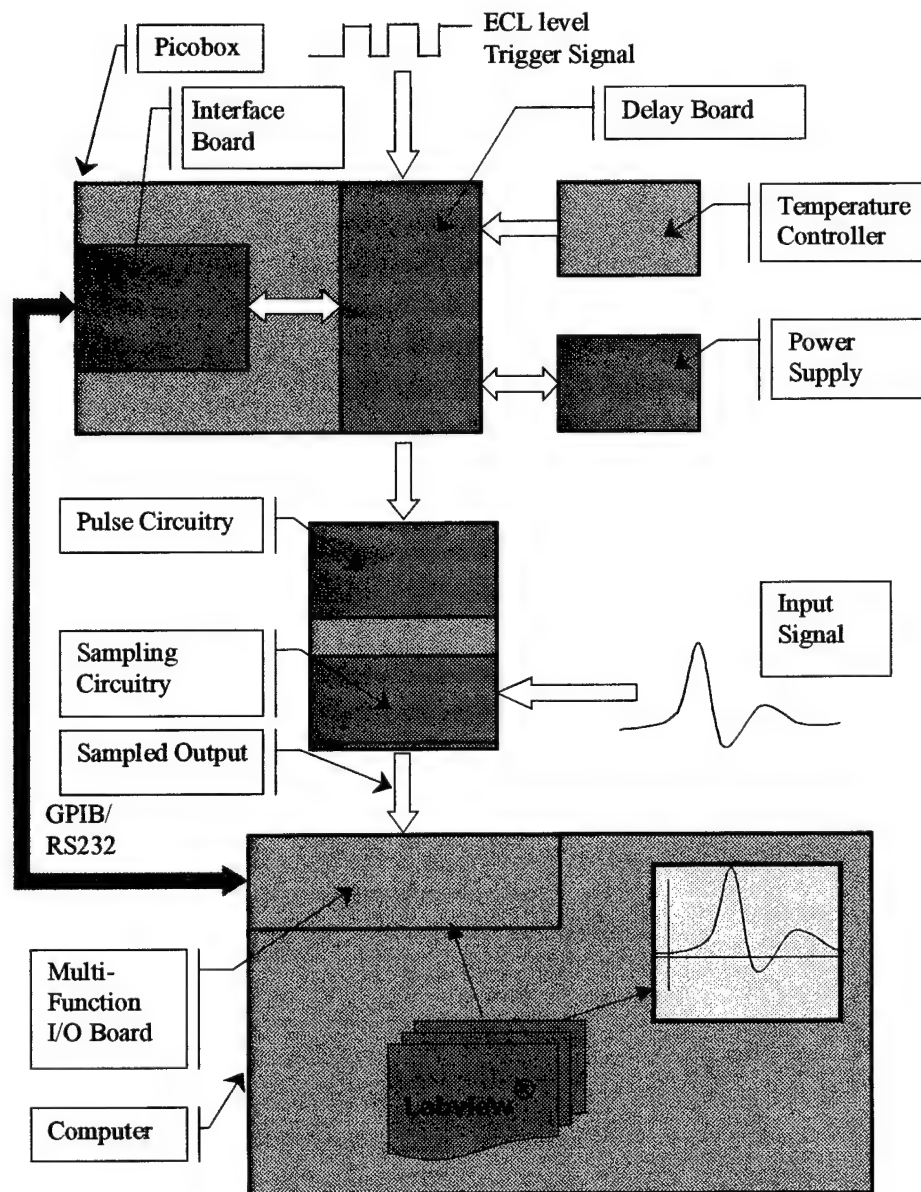 ECL level
Trigger Signal
Picobox
Interface
Board
Delay Board
Temperature
Controller
Power
Supply
Pulse Circuitry
Input
Signal
Sampling
Circuitry
Sampled Output
GPIB/
RS232
Multi-
Function
I/O Board
Labview®
Computer